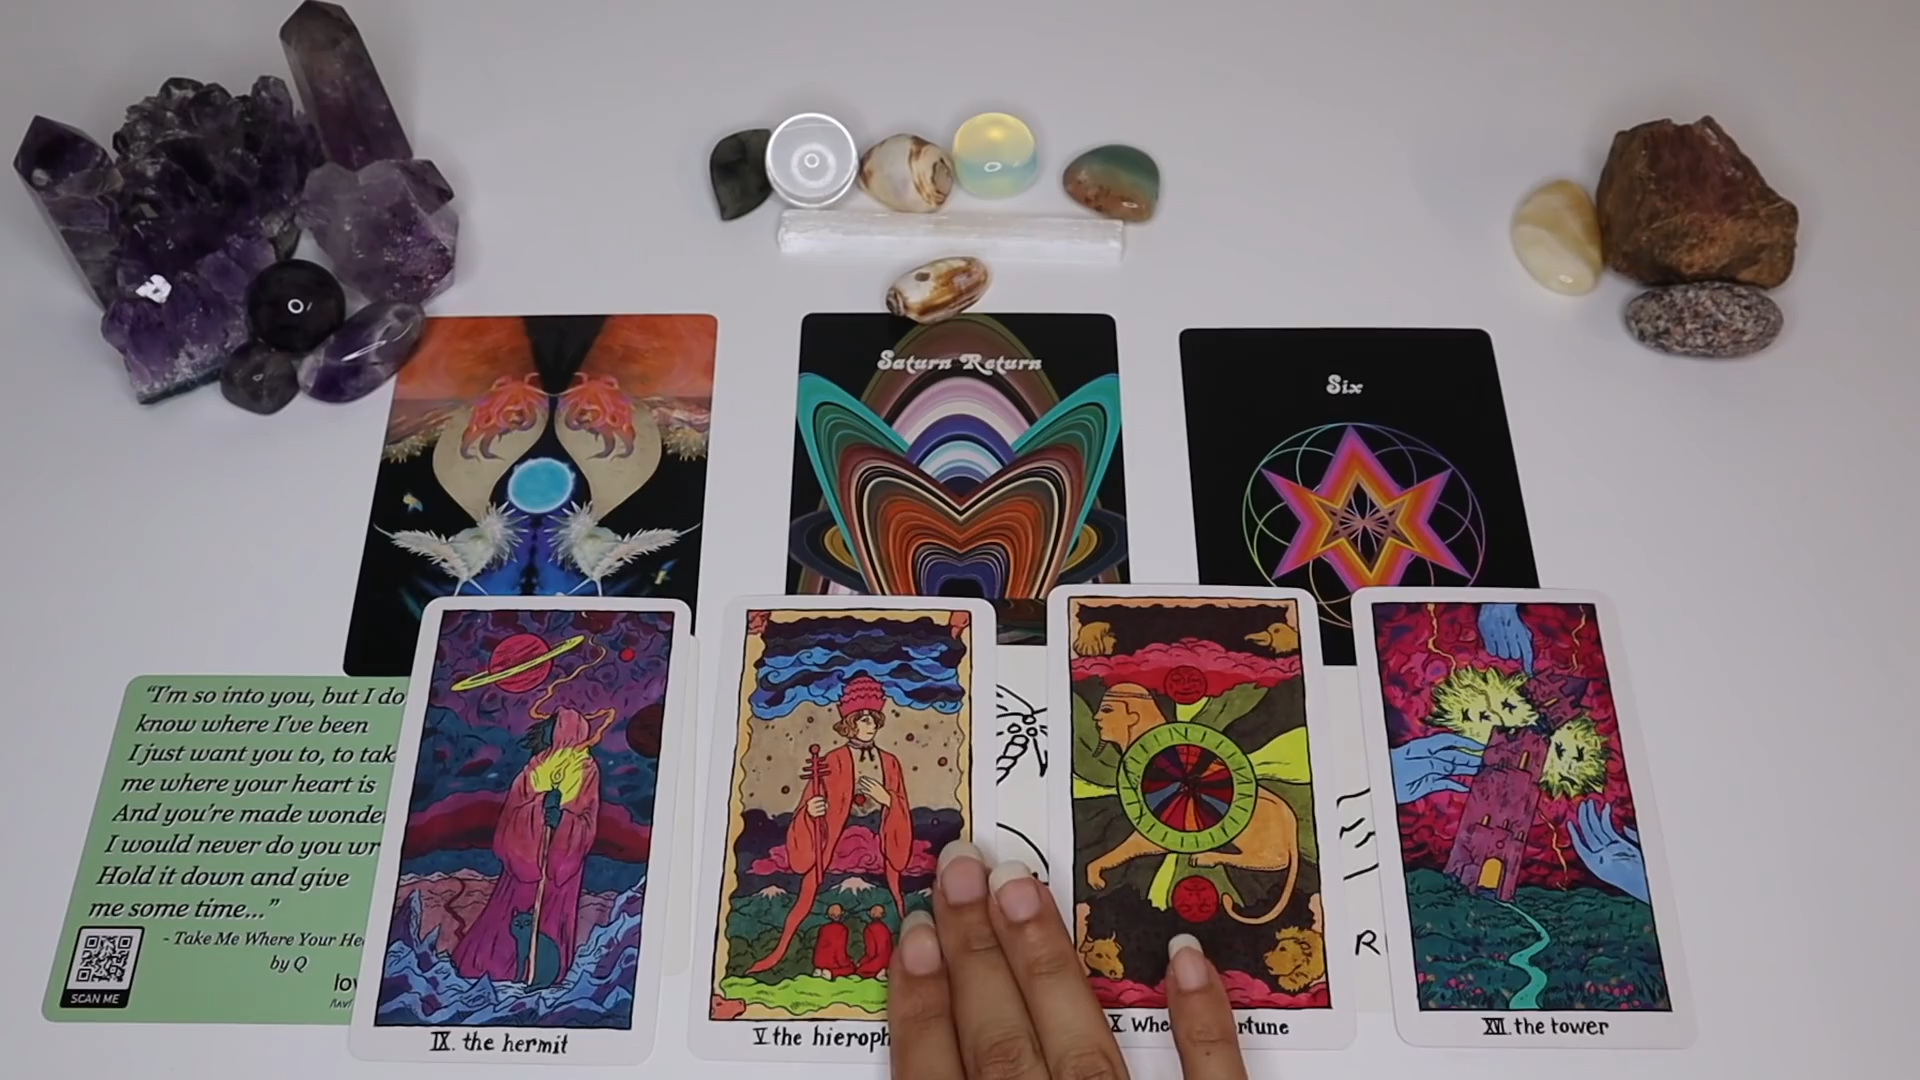 Saturn Return
Six
"I'm so into you, but I do
know where I've been
I just want you to, to tak
me where your heart is
And you're made wonde
I would never do you wr
Hold it down and give
me some time..."
- Take Me Where Your He
by Q
lov
SCAN ME
IX. the hermit
V the hieroph
X Whe rtune
XVI. the tower
R